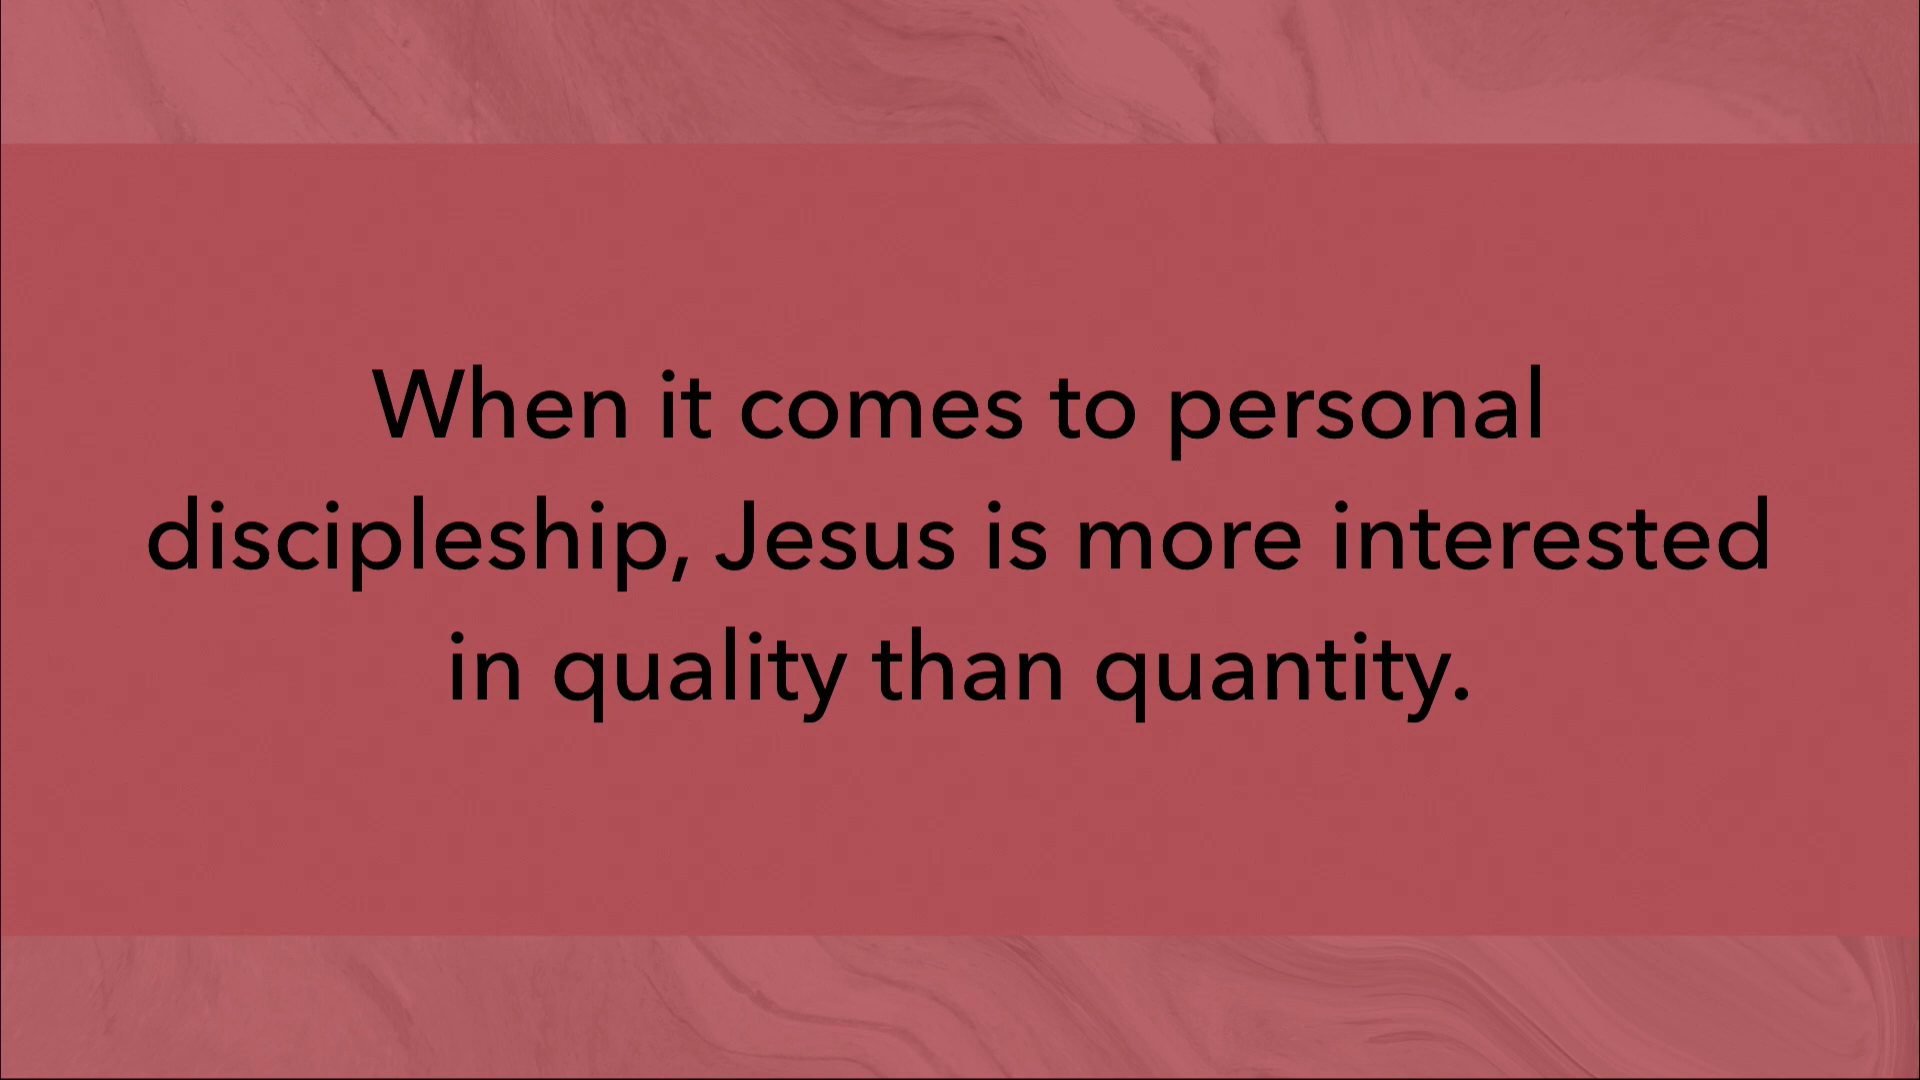 When it comes to personal
discipleship, Jesus is more interested
in quality than quantity.